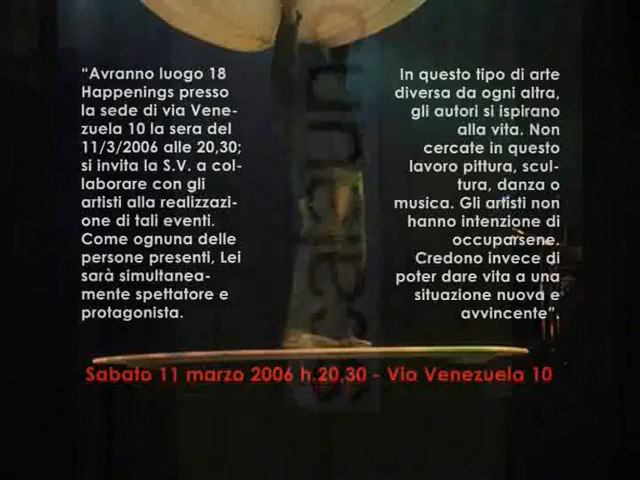 “Avranno luogo 18
Happenings presso
la sede di via Vene-
zuela 10 la sera del
11/3/2006 alle 20,30;
si invita la S.V. a col-
laborare con gli
artisti alla realizzazi-
one di tali eventi.
Come ognuna delle
persone presenti, Lei
sarà simultanea-
mente spettatore e
protagonista.
In questo tipo di arte
diversa da ogni altra,
gli autori si ispirano
alla vita. Non
cercate in questo
lavoro pittura, scul-
tura, danza o
musica. Gli artisti non
hanno intenzione di
occuparsene.
Credono invece di
poter dare vita a una
situazione nuova e
avvincente”.
Sabato 11 marzo 2006 h.20,30 - Via Venezuela 10